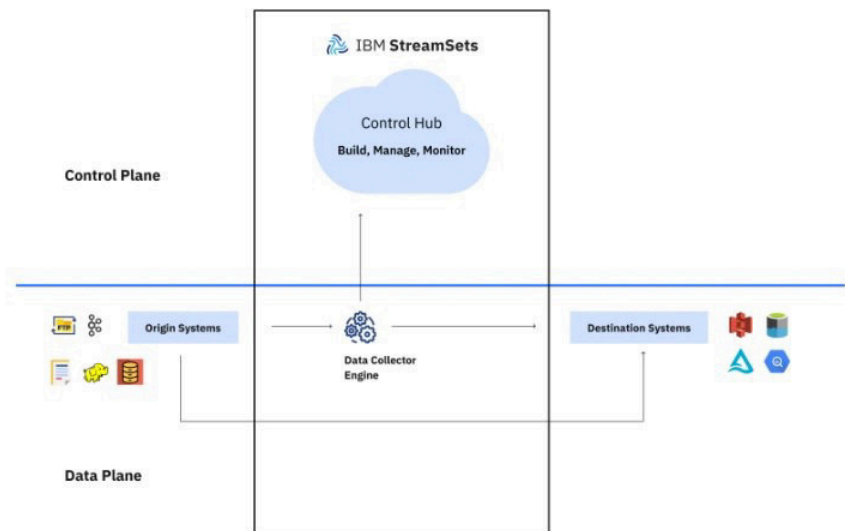 IBM StreamSets
Control Hub
Build, Manage, Monitor
Control Plane
FTP
Origin Systems
Destination Systems
Data Collector
Engine
Data Plane